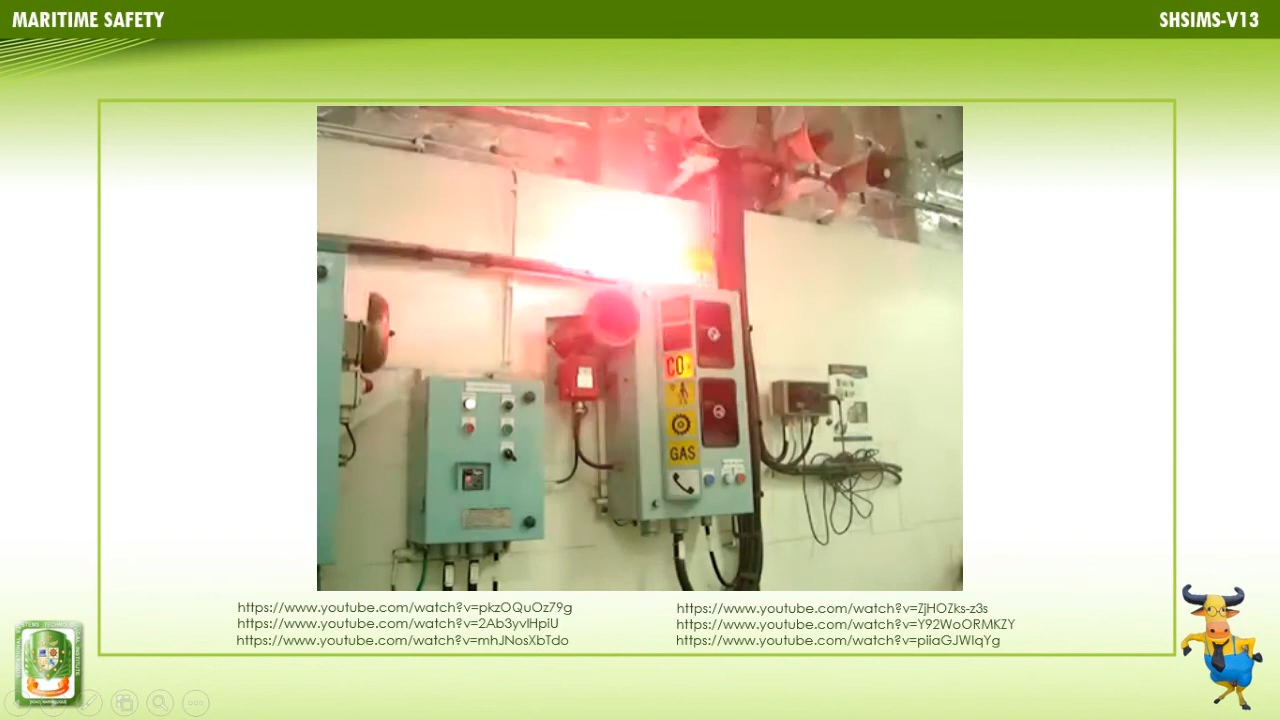 MARITIME SAFETY
SHSIMS-V13
CO₂
GAS
https://www.youtube.com/watch?v=pkzOQuOz79g
https://www.youtube.com/watch?v=2Ab3yvlHpiU
https://www.youtube.com/watch?v=mhJNosXbTdo
https://www.youtube.com/watch?v=ZjHOZks-z3s
https://www.youtube.com/watch?v=Y92WoORMKZY
https://www.youtube.com/watch?v=piiaGJWIqYg